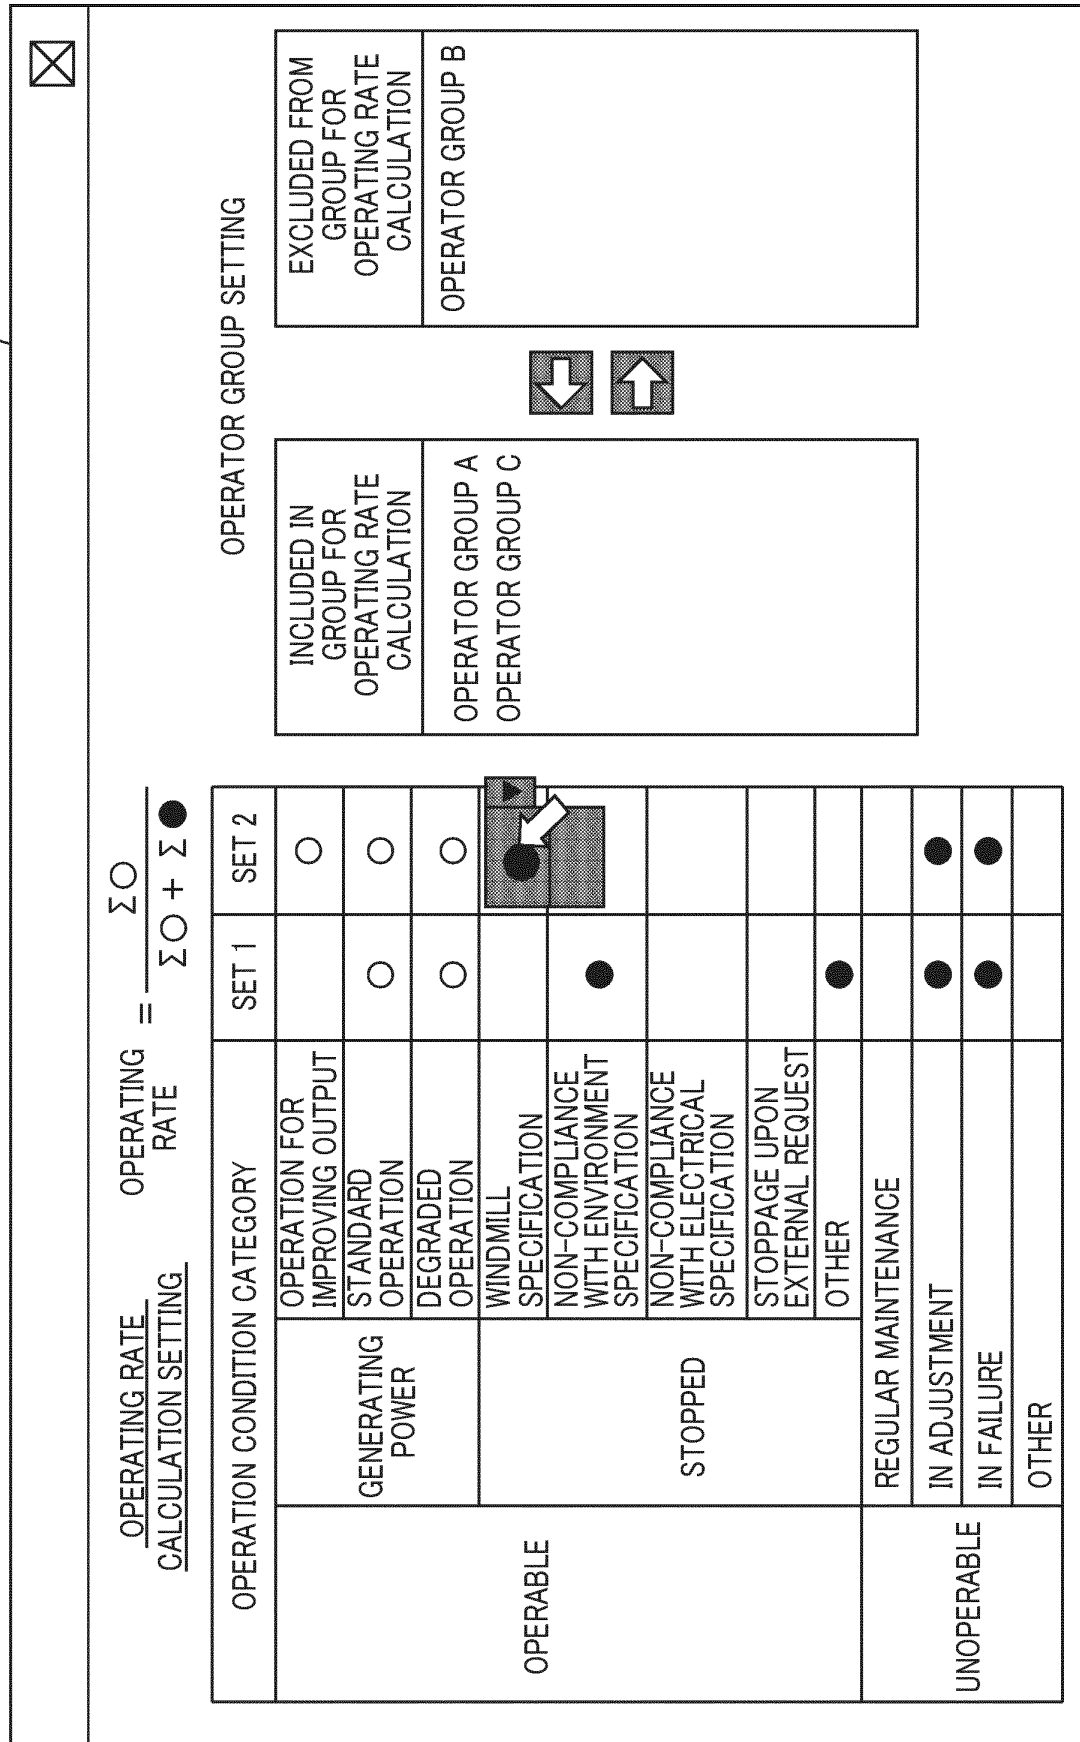 OPERATING RATE
CALCULATION SETTING
OPERATING
RATE
=
Σ○
Σ○ + Σ●
OPERATION CONDITION CATEGORY
SET 1
SET 2
OPERABLE
GENERATING
POWER
OPERATION FOR
IMPROVING OUTPUT
○
STANDARD
OPERATION
○ ○
DEGRADED
OPERATION
○ ○
STOPPED
WINDMILL
SPECIFICATION
● ▼
NON-COMPLIANCE
WITH ENVIRONMENT
SPECIFICATION
●
NON-COMPLIANCE
WITH ELECTRICAL
SPECIFICATION
STOPPAGE UPON
EXTERNAL REQUEST
OTHER
●
UNOPERABLE
REGULAR MAINTENANCE
IN ADJUSTMENT
● ●
IN FAILURE
● ●
OTHER
OPERATOR GROUP SETTING
INCLUDED IN
GROUP FOR
OPERATING RATE
CALCULATION
OPERATOR GROUP A
OPERATOR GROUP C
EXCLUDED FROM
GROUP FOR
OPERATING RATE
CALCULATION
OPERATOR GROUP B